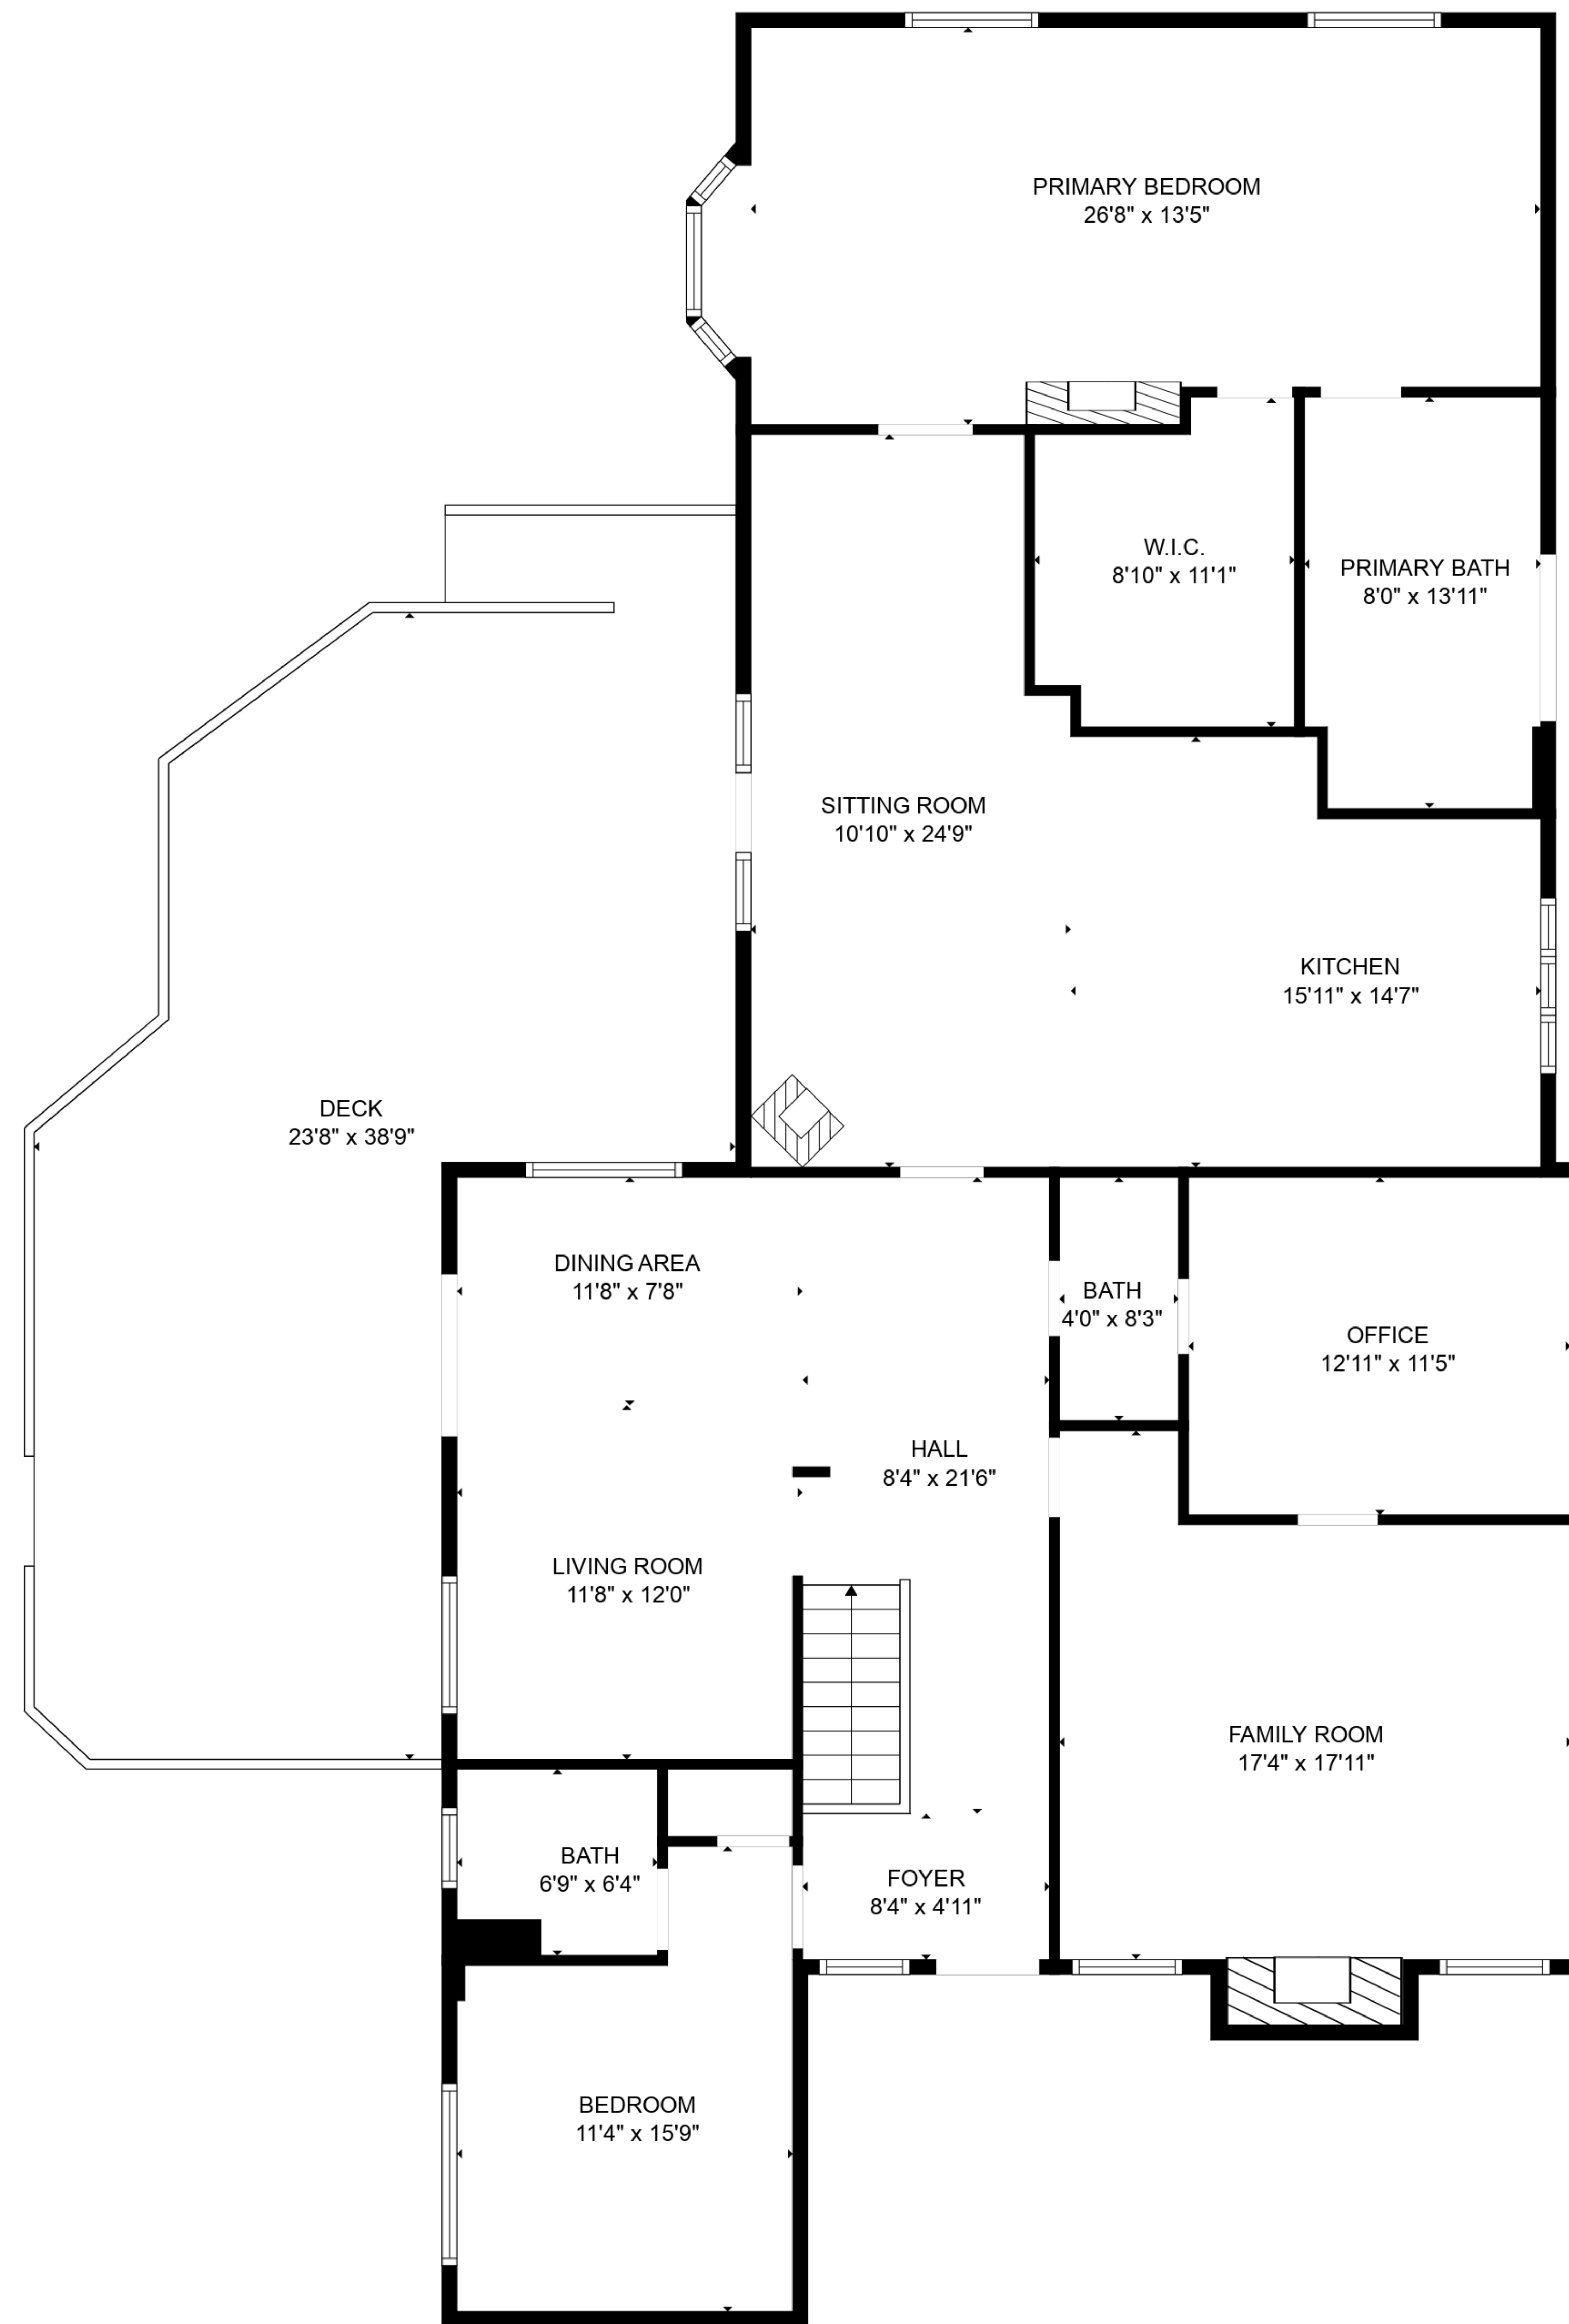 PRIMARY BEDROOM
26'8" x 13'5"
W.I.C.
8'10" x 11'1"
PRIMARY BATH
8'0" x 13'11"
SITTING ROOM
10'10" x 24'9"
KITCHEN
15'11" x 14'7"
DECK
23'8" x 38'9"
DINING AREA
11'8" x 7'8"
BATH
4'0" x 8'3"
OFFICE
12'11" x 11'5"
HALL
8'4" x 21'6"
LIVING ROOM
11'8" x 12'0"
FAMILY ROOM
17'4" x 17'11"
BATH
6'9" x 6'4"
FOYER
8'4" x 4'11"
BEDROOM
11'4" x 15'9"